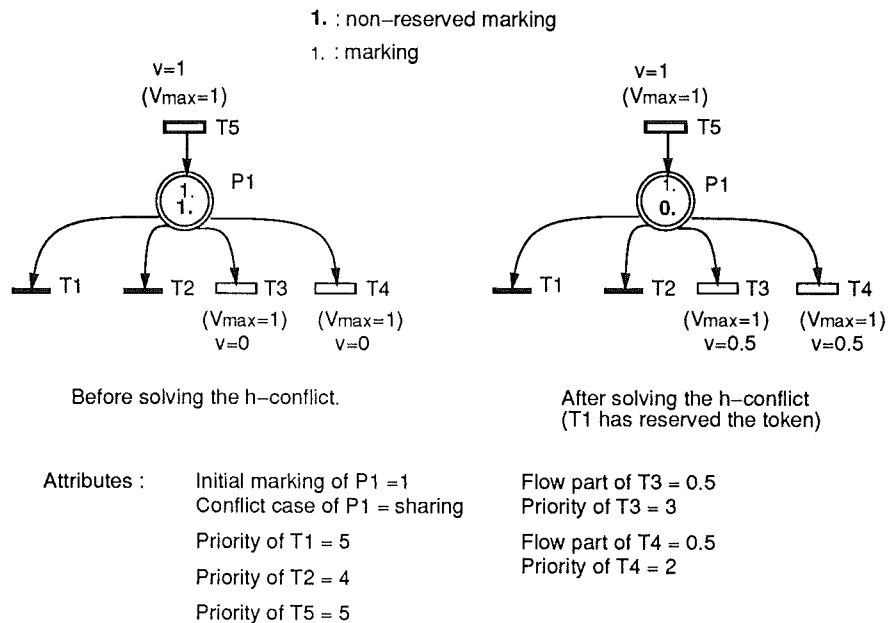 1. : non–reserved marking
1. : marking
v=1
(Vmax=1)
T5
P1
1.
1.
T1
T2
T3
T4
(Vmax=1)
v=0
(Vmax=1)
v=0
Before solving the h–conflict.
v=1
(Vmax=1)
T5
P1
1.
0.
T1
T2
T3
T4
(Vmax=1)
v=0.5
(Vmax=1)
v=0.5
After solving the h–conflict
(T1 has reserved the token)
Attributes :
Initial marking of P1 =1
Conflict case of P1 = sharing
Priority of T1 = 5
Priority of T2 = 4
Priority of T5 = 5
Flow part of T3 = 0.5
Priority of T3 = 3
Flow part of T4 = 0.5
Priority of T4 = 2